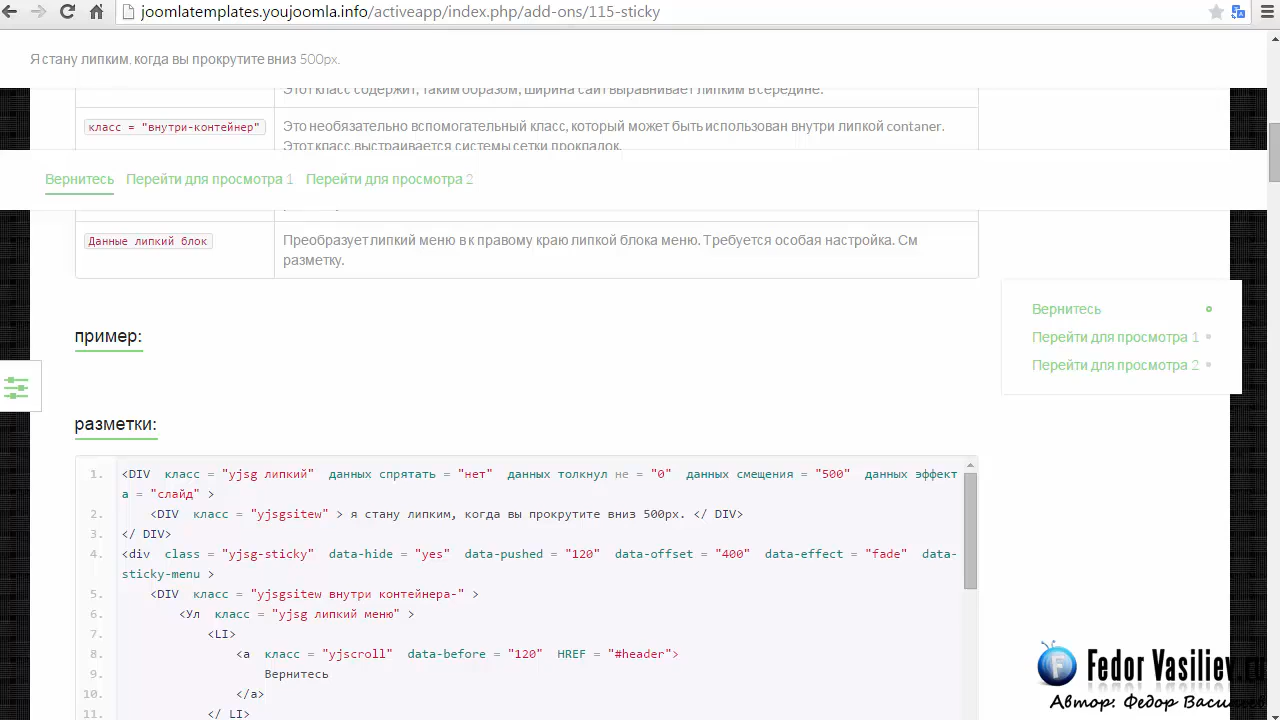 joomlatemplates.youjoomla.info/activeapp/index.php/add-ons/115-sticky
Я стану липким, когда вы прокрутите вниз 500px.
Этот класс содержит, таким образом, ширина сайт выравнивает липким в середине.
класс = "внутри-контейнер"
Это необязательно вспомогательный класс, который может быть использован внутри липкой contaner.
Этот класс выстраивается системы сетки прокладок.
Вернитесь Перейти для просмотра 1 Перейти для просмотра 2
Данные липкий блок
Преобразует липкий меню в к правому краю липкой блока меню. Требуется особая настройка. См
разметку.
Вернитесь
Перейти для просмотра 1
Перейти для просмотра 2
пример:
разметки:
1. <DIV класс = "yjsg липкий" данных спрятать = "нет" данных толкнул не = "0" данных смещения = "500" данных эффект
а = "слайд" >
2. <DIV класс = "yjsgsitew" > я стану липким, когда вы прокрутите вниз 500px. </ DIV>
3. </ DIV>
4. <div class = "yjsg-sticky" data-hide = "yes" data-pushed = "120" data-offset = "400" data-effect = "fade" data-
sticky-menu >
5. <DIV класс = "yjsgsitew внутри контейнера-" >
6. <Ул класс = "yjsg липкий меню" >
7. <LI>
8. <a класс = "yjscroll" data-before = "120" HREF = "#header">
9. Вернитесь
10. </a>
11. </ LI>
Fedor Vasiliev
Автор: Федор